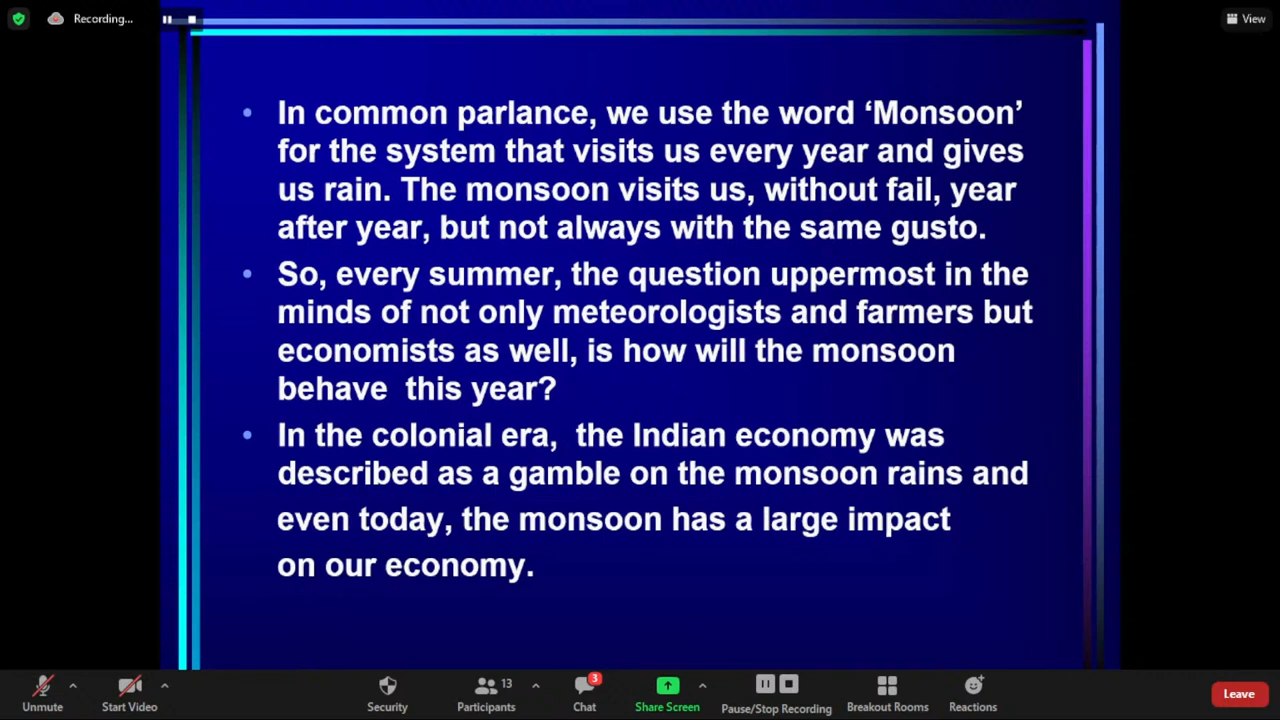 Recording...
View
• In common parlance, we use the word ‘Monsoon’
for the system that visits us every year and gives
us rain. The monsoon visits us, without fail, year
after year, but not always with the same gusto.
• So, every summer, the question uppermost in the
minds of not only meteorologists and farmers but
economists as well, is how will the monsoon
behave  this year?
• In the colonial era,  the Indian economy was
described as a gamble on the monsoon rains and
even today, the monsoon has a large impact
on our economy.
Unmute
Start Video
Security
13
Participants
3
Chat
Share Screen
Pause/Stop Recording
Breakout Rooms
Reactions
Leave